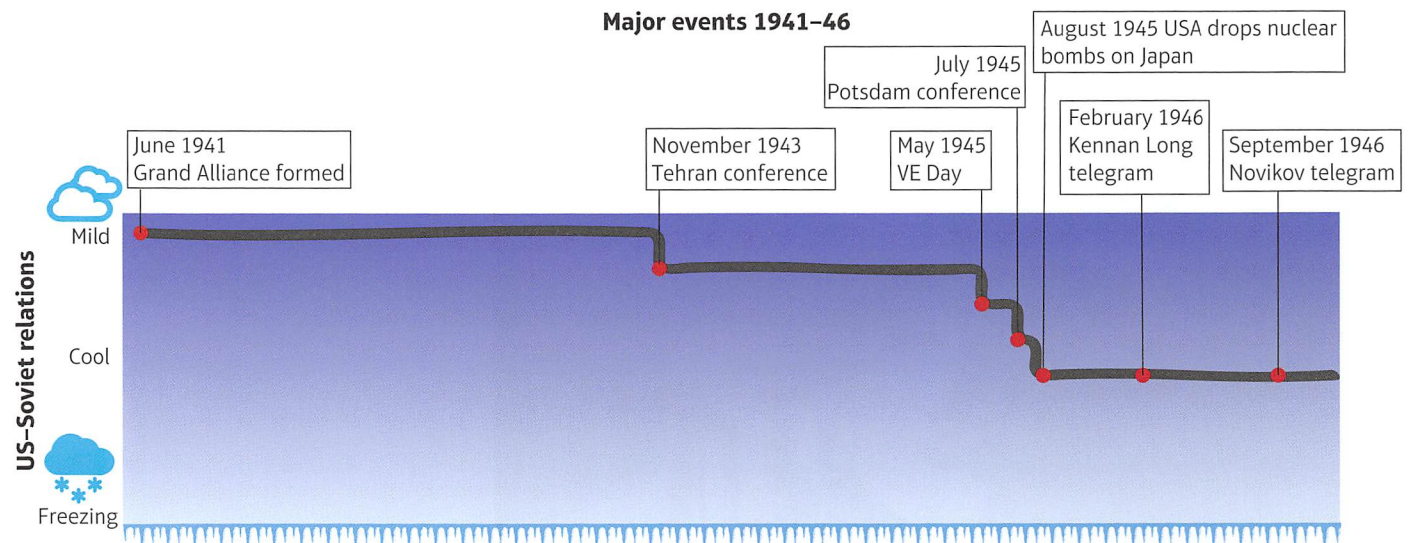 Major events 1941–46
August 1945 USA drops nuclear
bombs on Japan
July 1945
Potsdam conference
June 1941
Grand Alliance formed
November 1943
Tehran conference
May 1945
VE Day
February 1946
Kennan Long
telegram
September 1946
Novikov telegram
US–Soviet relations
Mild
Cool
Freezing